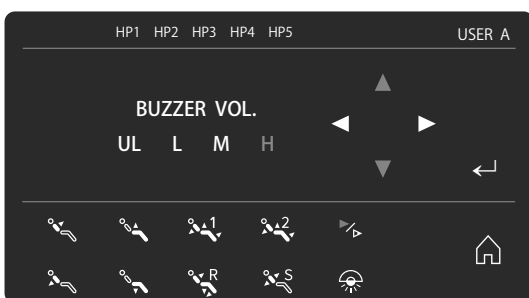 HP1 HP2 HP3 HP4 HP5 USER A
BUZZER VOL.
UL L M H
1 2
R S